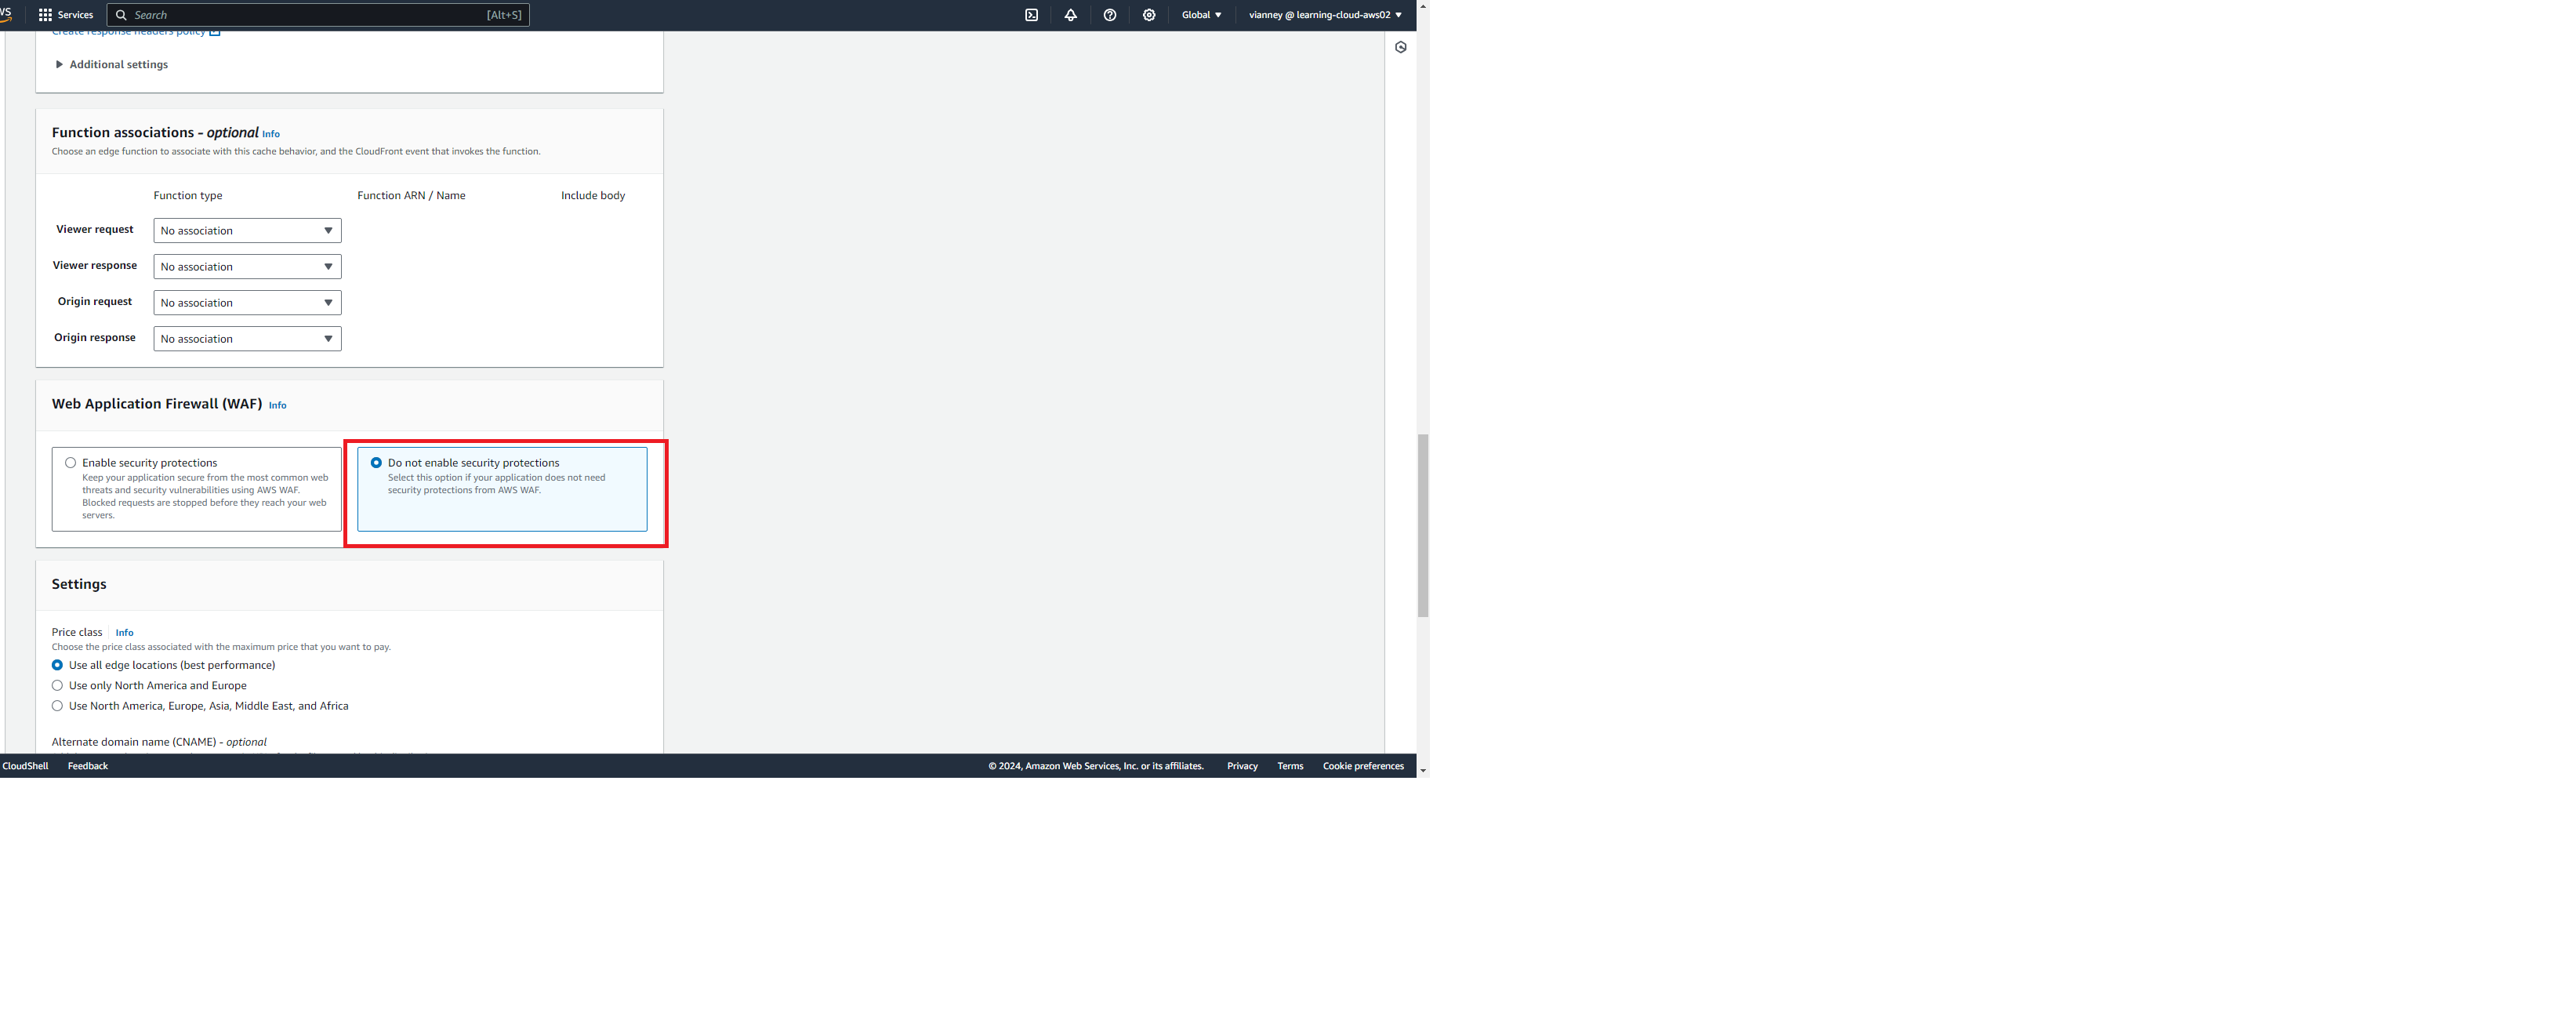 Services
Search
[Alt+S]
Global
vianney @ learning-cloud-aws02
Create response headers policy
Additional settings
Function associations - optional Info
Choose an edge function to associate with this cache behavior, and the CloudFront event that invokes the function.
Function type Function ARN / Name Include body
Viewer request No association
Viewer response No association
Origin request No association
Origin response No association
Web Application Firewall (WAF) Info
Enable security protections
Keep your application secure from the most common web
threats and security vulnerabilities using AWS WAF.
Blocked requests are stopped before they reach your web
servers.
Do not enable security protections
Select this option if your application does not need
security protections from AWS WAF.
Settings
Price class Info
Choose the price class associated with the maximum price that you want to pay.
Use all edge locations (best performance)
Use only North America and Europe
Use North America, Europe, Asia, Middle East, and Africa
Alternate domain name (CNAME) - optional
CloudShell Feedback © 2024, Amazon Web Services, Inc. or its affiliates. Privacy Terms Cookie preferences